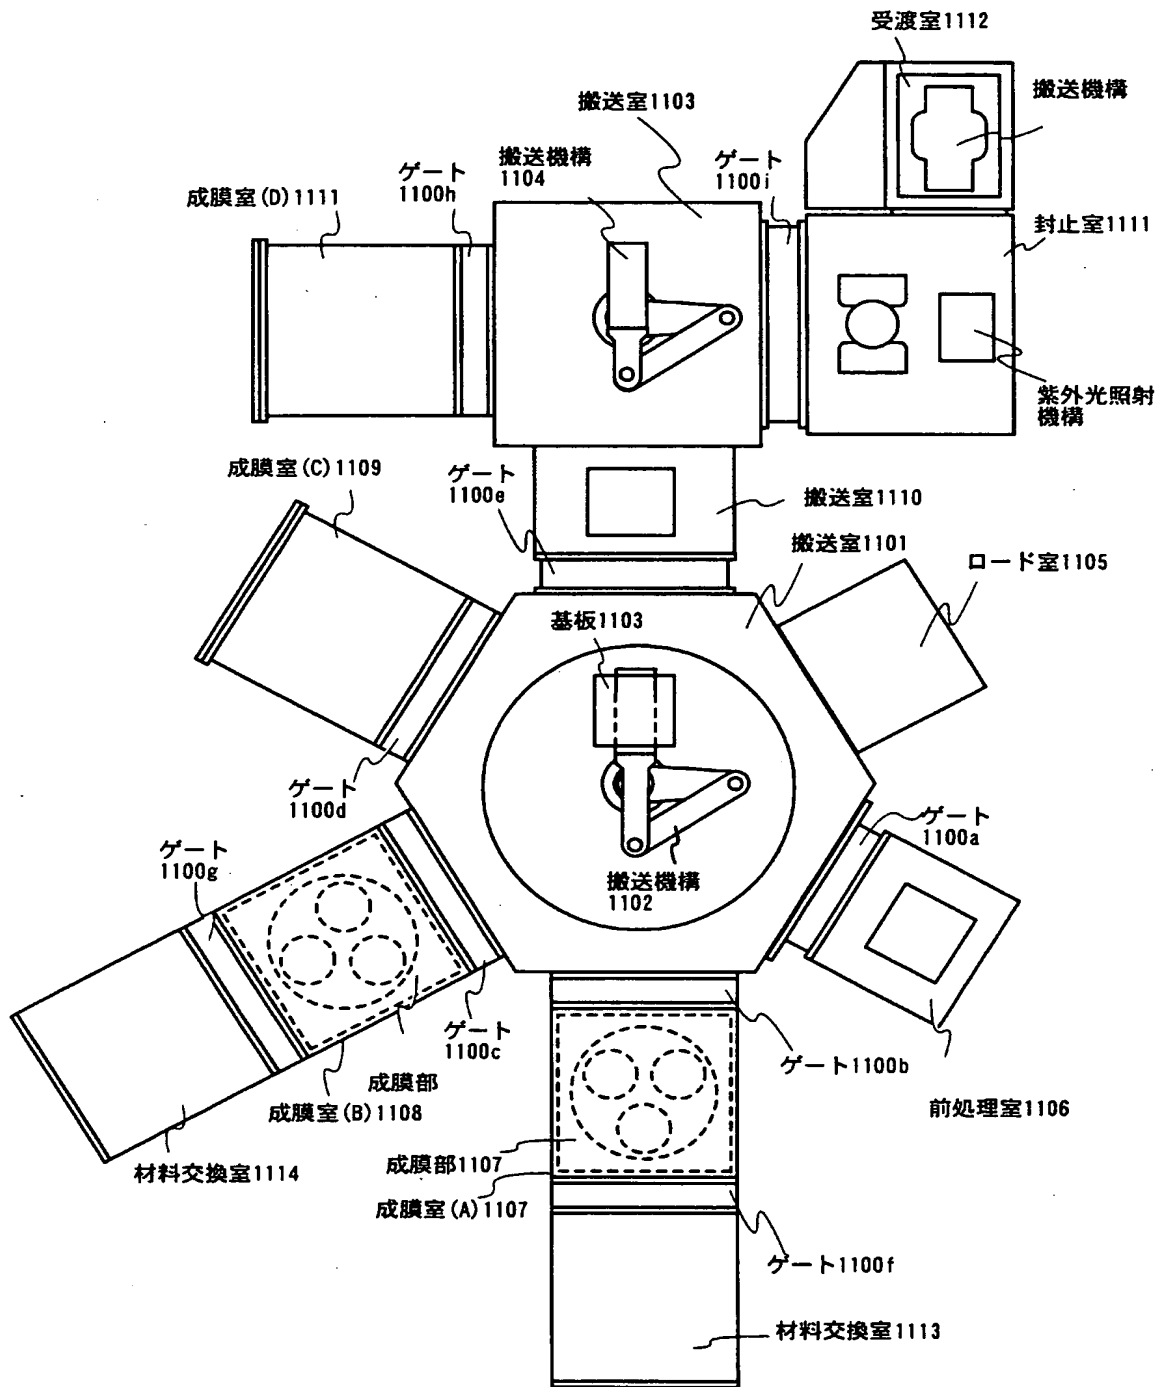 受渡室1112
搬送機構
搬送室1103
搬送機構
1104
ゲート
1100i
ゲート
1100h
成膜室(D)1111
封止室1111
紫外光照射
機構
成膜室(C)1109
ゲート
1100e
搬送室1110
搬送室1101
ロード室1105
基板1103
ゲート
1100d
ゲート
1100a
ゲート
1100g
搬送機構
1102
ゲート
1100c
ゲート1100b
成膜部
成膜室(B)1108
前処理室1106
材料交換室1114
成膜部1107
成膜室(A)1107
ゲート1100f
材料交換室1113